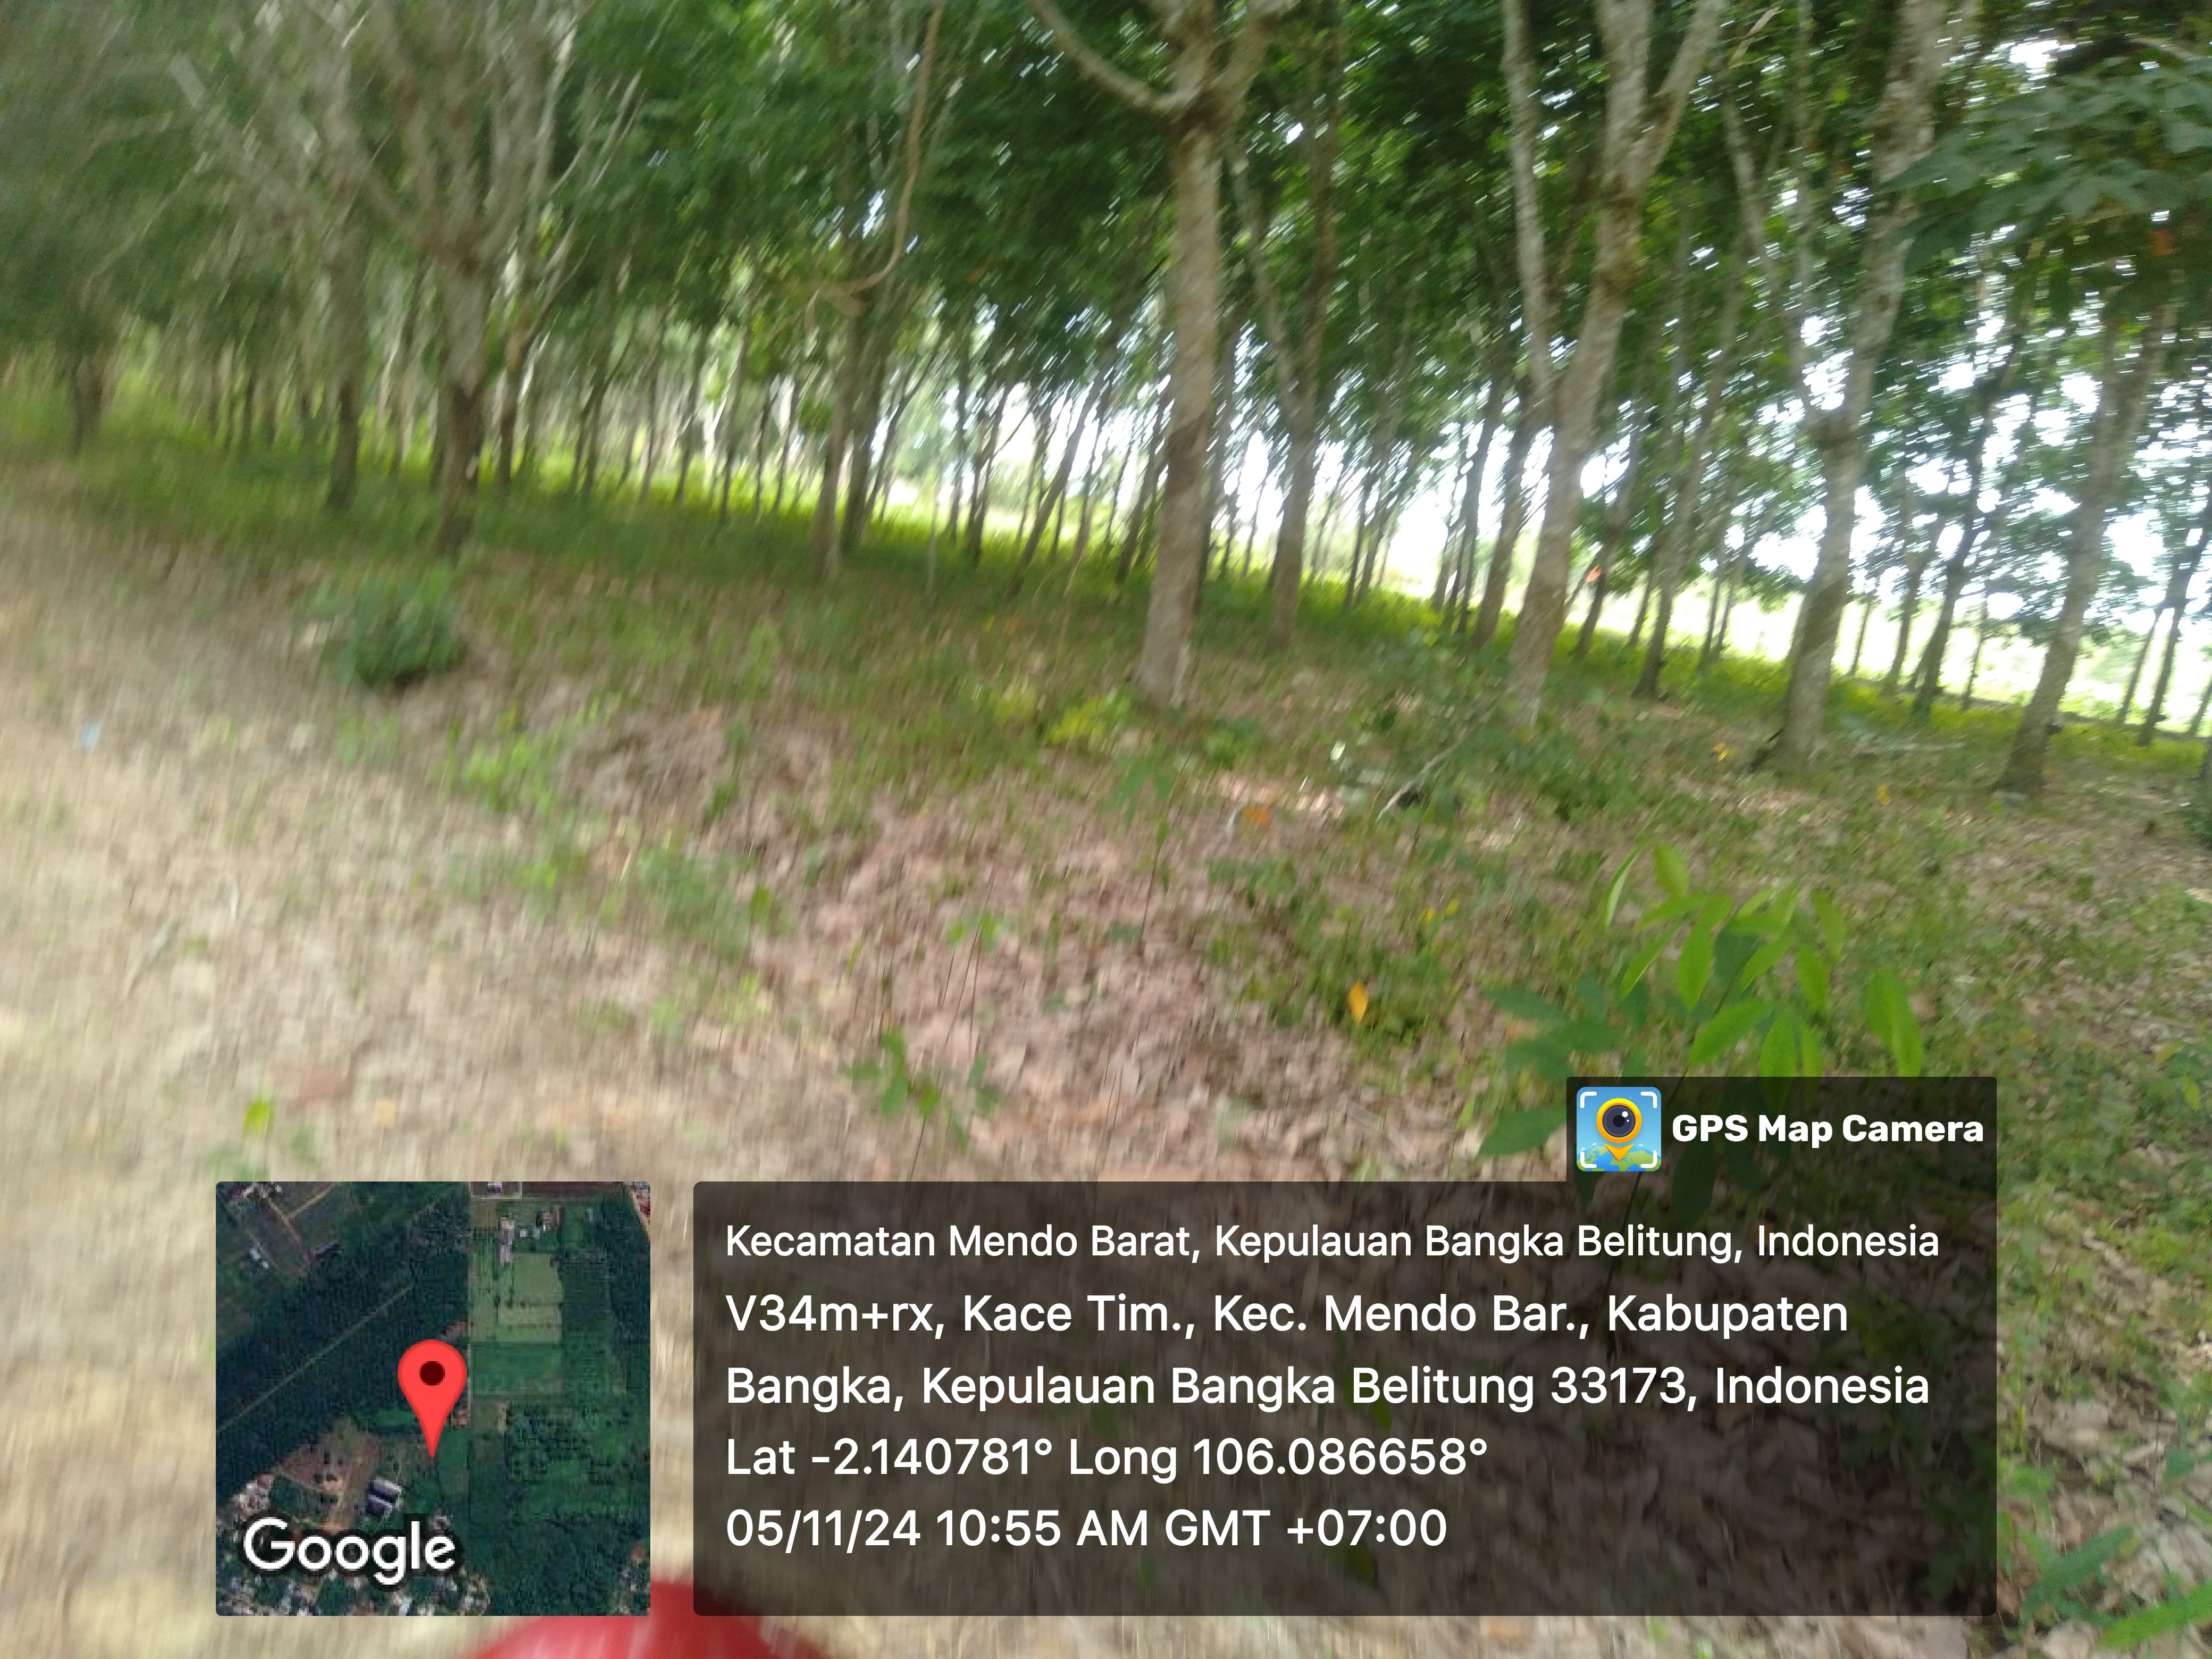 GPS Map Camera
Kecamatan Mendo Barat, Kepulauan Bangka Belitung, Indonesia
V34m+rx, Kace Tim., Kec. Mendo Bar., Kabupaten
Bangka, Kepulauan Bangka Belitung 33173, Indonesia
Lat -2.140781° Long 106.086658°
05/11/24 10:55 AM GMT +07:00
Google